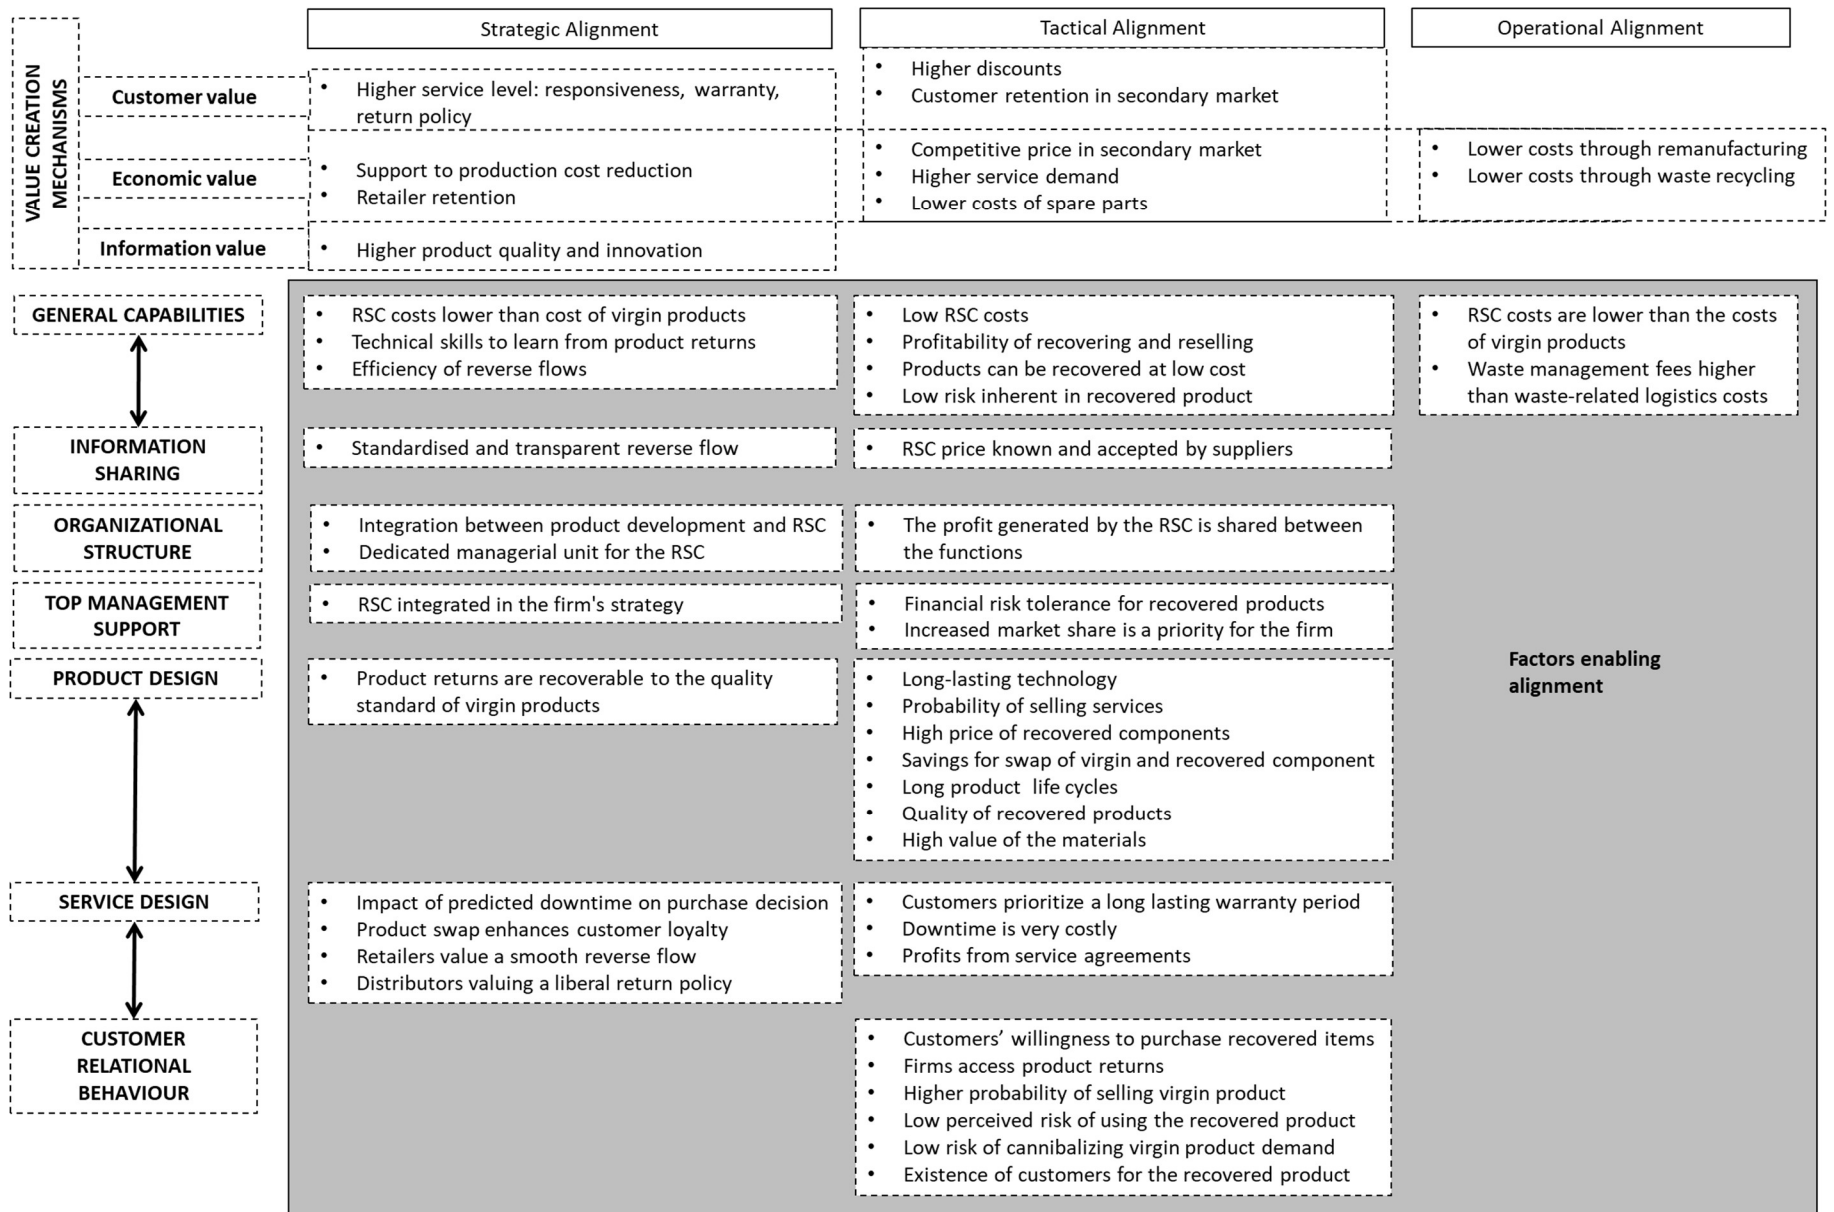 Strategic Alignment
Tactical Alignment
Operational Alignment
VALUE CREATION
MECHANISMS
Customer value
• Higher service level: responsiveness, warranty,
return policy
• Higher discounts
• Customer retention in secondary market
Economic value
• Support to production cost reduction
• Retailer retention
• Competitive price in secondary market
• Higher service demand
• Lower costs of spare parts
• Lower costs through remanufacturing
• Lower costs through waste recycling
Information value
• Higher product quality and innovation
GENERAL CAPABILITIES
• RSC costs lower than cost of virgin products
• Technical skills to learn from product returns
• Efficiency of reverse flows
• Low RSC costs
• Profitability of recovering and reselling
• Products can be recovered at low cost
• Low risk inherent in recovered product
• RSC costs are lower than the costs
of virgin products
• Waste management fees higher
than waste-related logistics costs
INFORMATION
SHARING
• Standardised and transparent reverse flow
• RSC price known and accepted by suppliers
ORGANIZATIONAL
STRUCTURE
• Integration between product development and RSC
• Dedicated managerial unit for the RSC
• The profit generated by the RSC is shared between
the functions
TOP MANAGEMENT
SUPPORT
• RSC integrated in the firm's strategy
• Financial risk tolerance for recovered products
• Increased market share is a priority for the firm
Factors enabling
alignment
PRODUCT DESIGN
• Product returns are recoverable to the quality
standard of virgin products
• Long-lasting technology
• Probability of selling services
• High price of recovered components
• Savings for swap of virgin and recovered component
• Long product life cycles
• Quality of recovered products
• High value of the materials
SERVICE DESIGN
• Impact of predicted downtime on purchase decision
• Product swap enhances customer loyalty
• Retailers value a smooth reverse flow
• Distributors valuing a liberal return policy
• Customers prioritize a long lasting warranty period
• Downtime is very costly
• Profits from service agreements
CUSTOMER
RELATIONAL
BEHAVIOUR
• Customers’ willingness to purchase recovered items
• Firms access product returns
• Higher probability of selling virgin product
• Low perceived risk of using the recovered product
• Low risk of cannibalizing virgin product demand
• Existence of customers for the recovered product